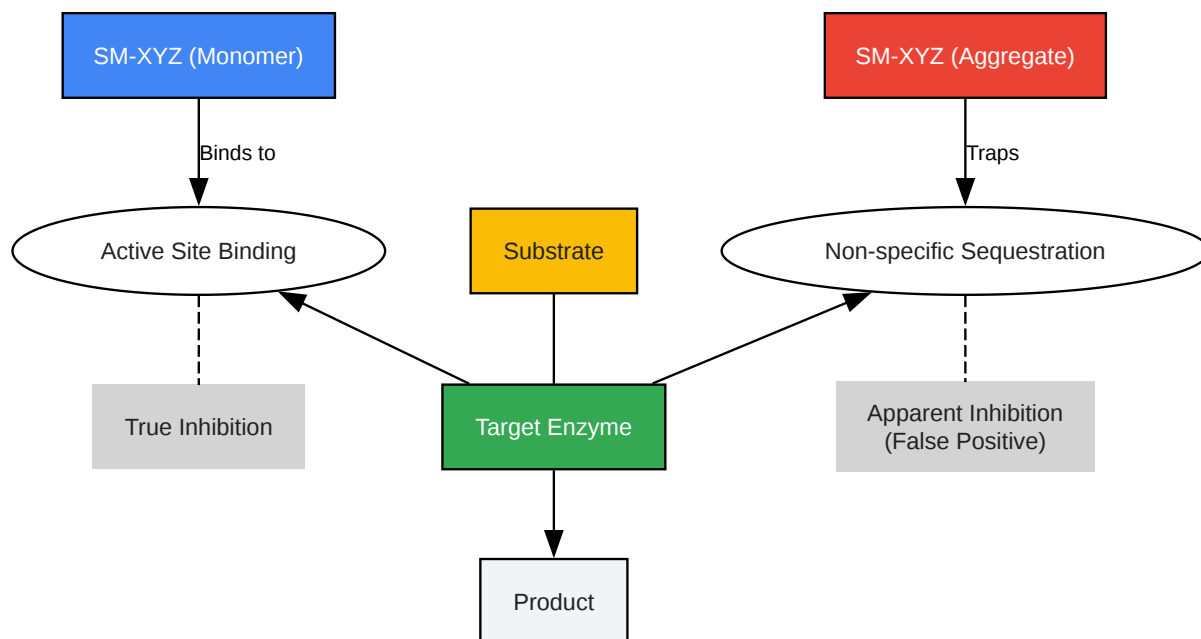 SM-XYZ (Monomer)
SM-XYZ (Aggregate)
Binds to
Traps
Active Site Binding
Substrate
Non-specific Sequestration
True Inhibition
Target Enzyme
Apparent Inhibition
(False Positive)
Product